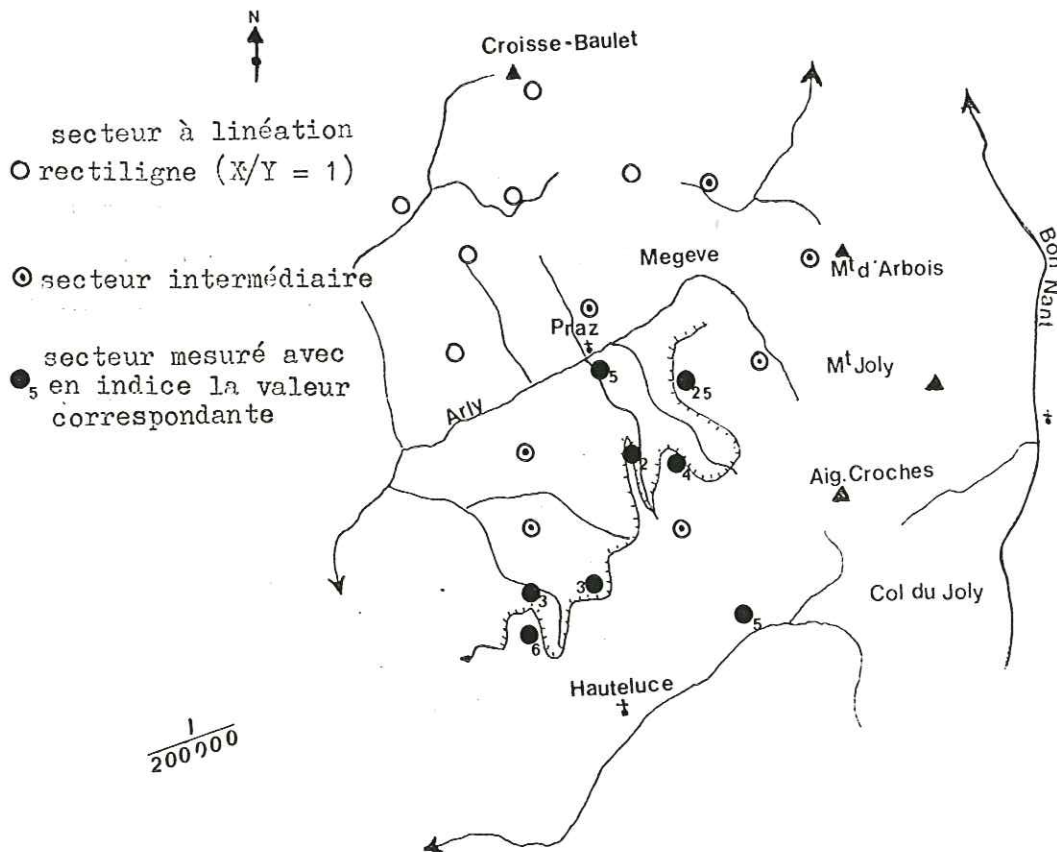 N
Croisse-Baulet
secteur à linéation
rectiligne (X/Y = 1)
secteur intermédiaire
secteur mesuré avec
5 en indice la valeur
correspondante
Megève
Mt d'Arbois
Bon Nant
Praz
Mt Joly
5
25
Arly
2
4
Aig. Croches
3
3
Col du Joly
5
6
Hauteluce
1
200000